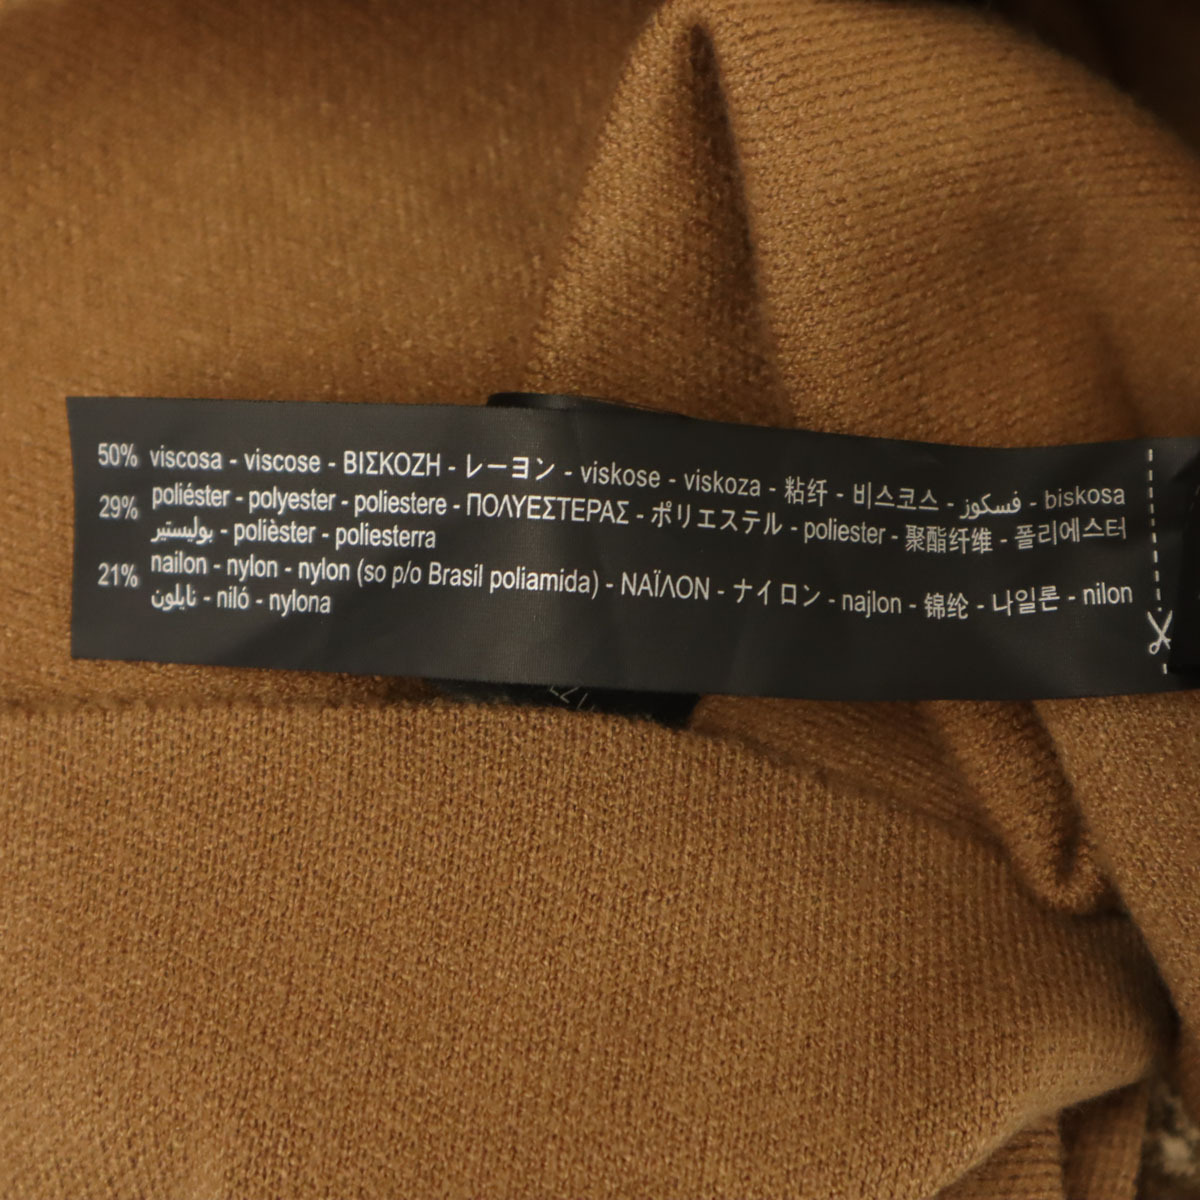 50% viscosa - viscose - ΒΙΣΚΟΖΗ - レーヨン - viskose - viskoza - 粘纤 - 비스코스 - فسكوز - biskosa
29% poliéster - polyester - poliestere - ΠΟΛΥΕΣΤΕΡΑΣ - ポリエステル - poliester - 聚酯纤维 - 폴리에스터
بوليستير - polièster - poliesterra
21% nailon - nylon - nylon (so p/o Brasil poliamida) - ΝΑΪΛΟΝ - ナイロン - najlon - 锦纶 - 나일론 - nilon
نايلون - niló - nylona